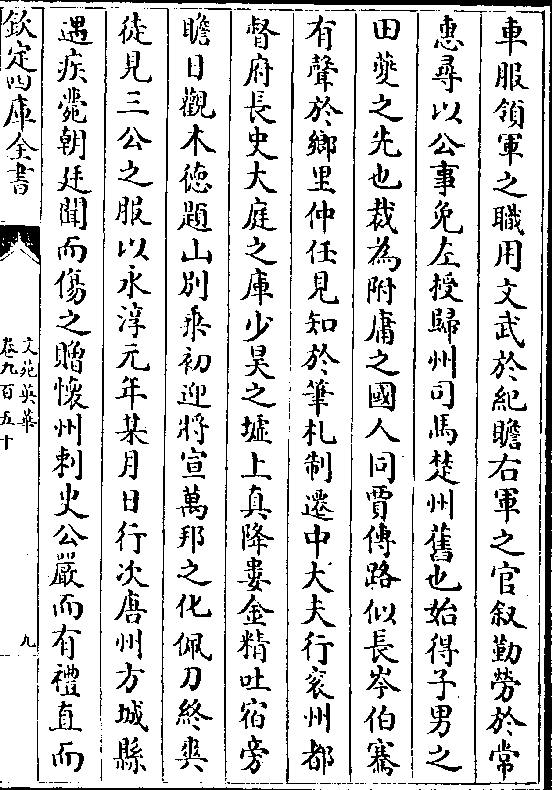 車服領軍之職用文武於紀瞻右軍之官叙勤勞於常
惠尋以公事免左授歸州司馬楚州舊也始得子男之
田夔之先也裁為附庸之國人同賈傅路似長岑伯騫
有聲於鄉里仲任見知於筆札制遷中大夫行兖州都
督府長史大庭之庫少昊之墟上真降婁金精吐宿旁
瞻日觀木徳題山别乘初迎將宣萬邦之化佩刀終爽
徒見三公之服以永淳元年某月日行次唐州方城縣
遇疾薨朝廷聞而傷之贈懷州刺史公嚴而有禮直而
欽定四庫全書
文苑英華
卷九百五十
九